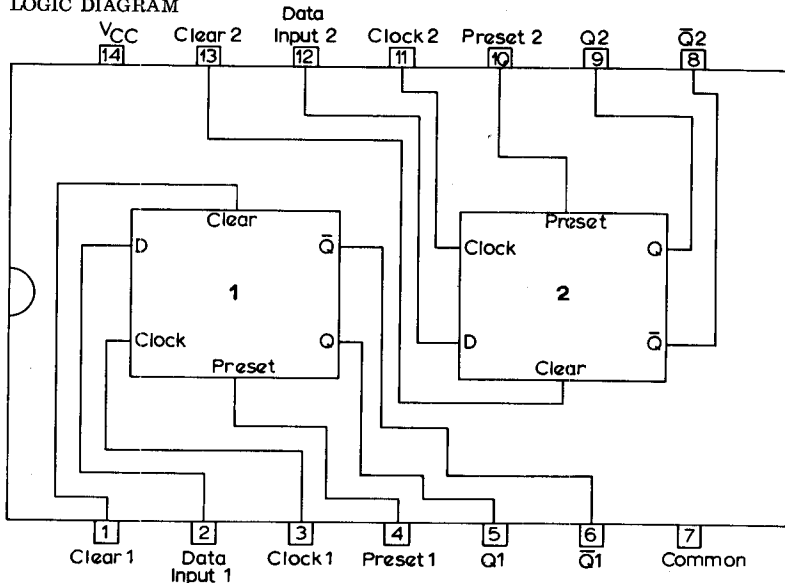 LOGIC DIAGRAM
VCC
Clear 2
Data
Input 2
Clock 2
Preset 2
Q2
Q̅2
14
13
12
11
10
9
8
Clear
D
Q̅
1
Clock
Q
Preset
Preset
Clock
Q
2
D
Q̅
Clear
1
2
3
4
5
6
7
Clear 1
Data
Input 1
Clock 1
Preset 1
Q1
Q̅1
Common